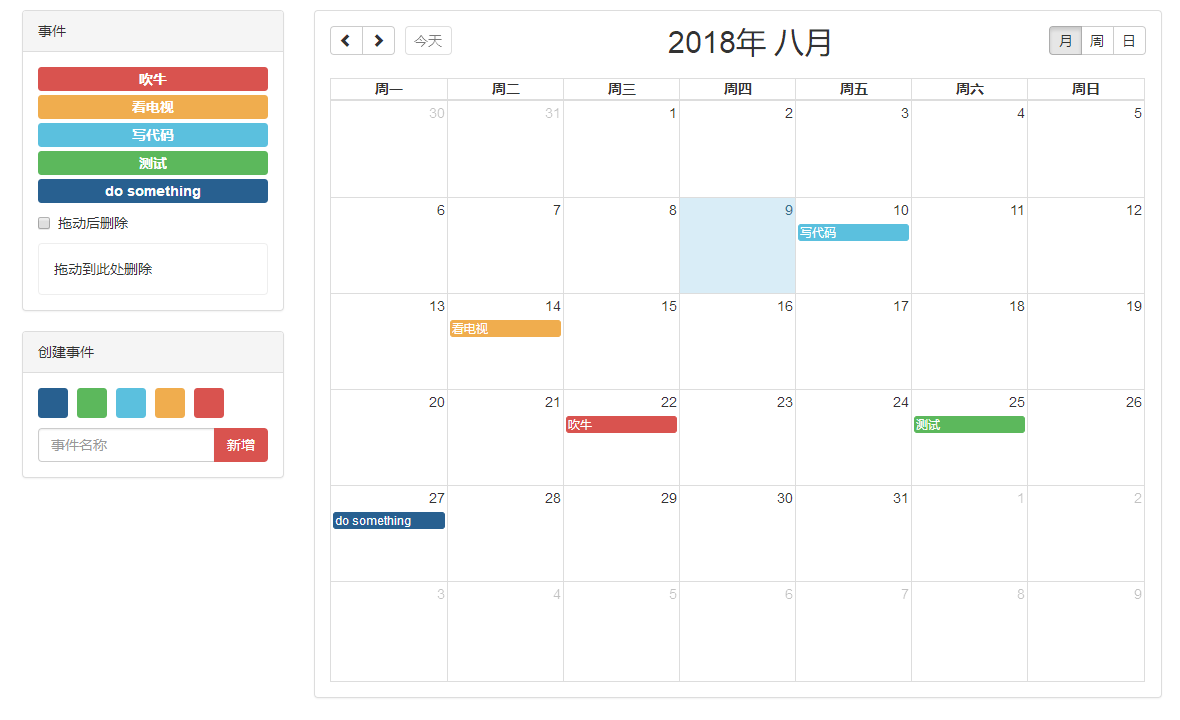 事件
吹牛
看电视
写代码
测试
do something
拖动后删除
拖动到此处删除
创建事件
事件名称 新增
今天 2018年 八月 月 周 日
周一 周二 周三 周四 周五 周六 周日
30 31 1 2 3 4 5
6 7 8 9 10 11 12
写代码
13 14 15 16 17 18 19
看电视
20 21 22 23 24 25 26
吹牛 测试
27 28 29 30 31 1 2
do something
3 4 5 6 7 8 9